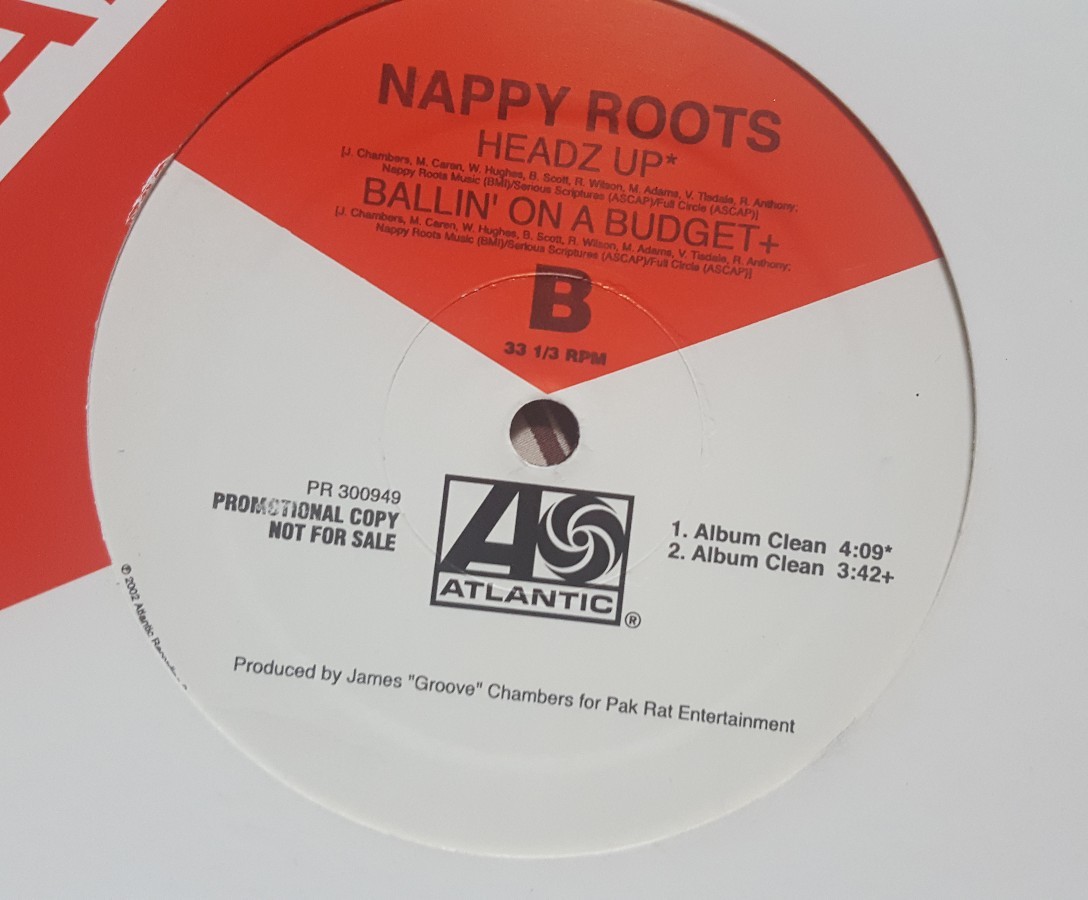 NAPPY ROOTS
HEADZ UP*
[J. Chambers, M. Caren, W. Hughes, B. Scott, R. Wilson, M. Adams, V. Tisdale, R. Anthony;
Nappy Roots Music (BMI)/Serious Scriptures (ASCAP)/Full Circle (ASCAP)]
BALLIN' ON A BUDGET+
[J. Chambers, M. Caren, W. Hughes, B. Scott, R. Wilson, M. Adams, V. Tisdale, R. Anthony;
Nappy Roots Music (BMI)/Serious Scriptures (ASCAP)/Full Circle (ASCAP)]
B
33 1/3 RPM
PR 300949
PROMOTIONAL COPY
NOT FOR SALE
A
ATLANTIC
®
1. Album Clean 4:09*
2. Album Clean 3:42+
℗ 2002 Atlantic
Produced by James "Groove" Chambers for Pak Rat Entertainment